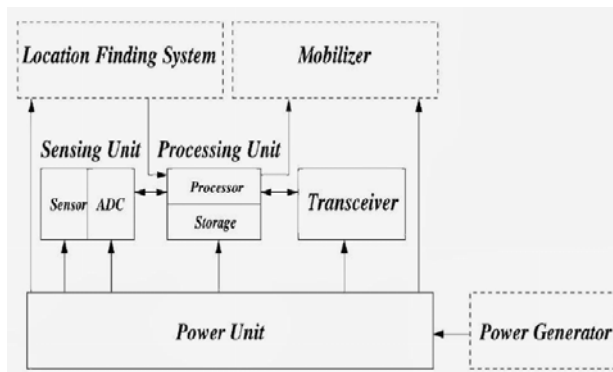 Location Finding System
Mobilizer
Sensing Unit
Processing Unit
Sensor
ADC
Processor
Storage
Transceiver
Power Unit
Power Generator